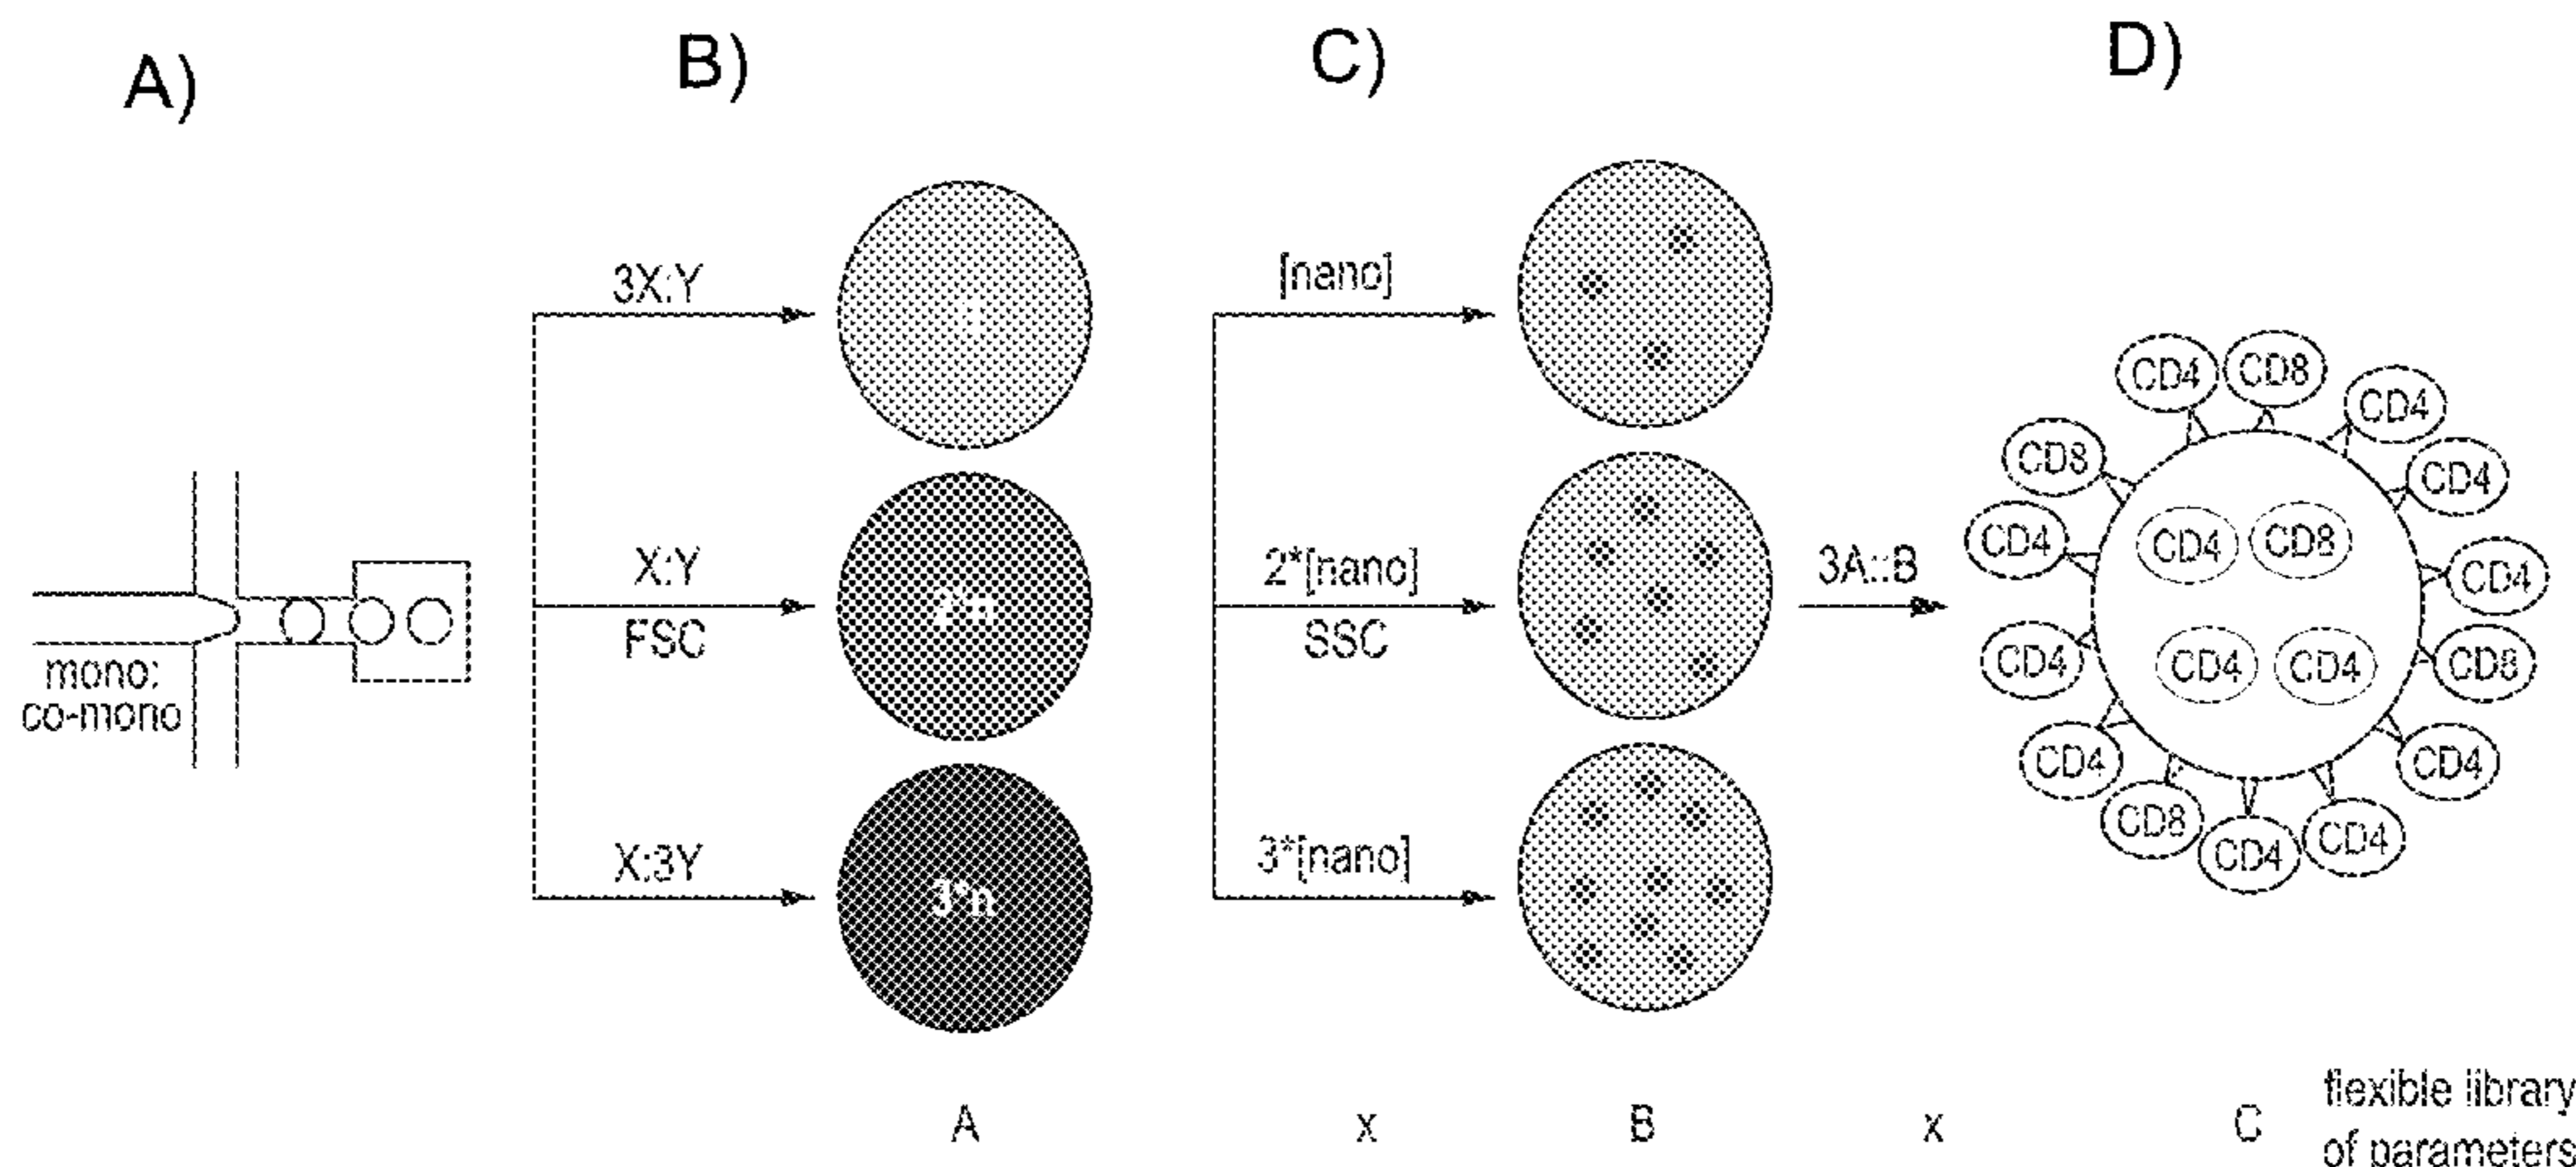 A)
B)
C)
D)
mono:
co-mono
3X:Y
X:Y
FSC
X:3Y
3*n
[nano]
2*[nano]
SSC
3*[nano]
3A::B
CD4
CD8
CD4
CD8
CD4
CD4
CD4
CD8
CD4
CD4
CD4
CD4
CD4
CD8
CD4
CD4
CD8
CD4
CD4
A
x
B
x
C
flexible library
of parameters